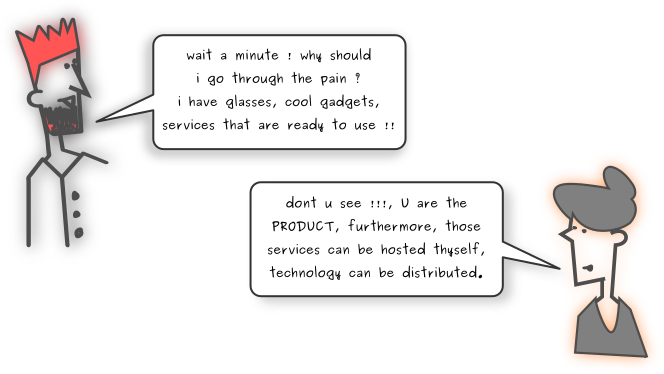 wait a minute ! why should
i go through the pain ?
i have glasses, cool gadgets,
services that are ready to use !!
dont u see !!!, U are the
PRODUCT, furthermore, those
services can be hosted thyself,
technology can be distributed.